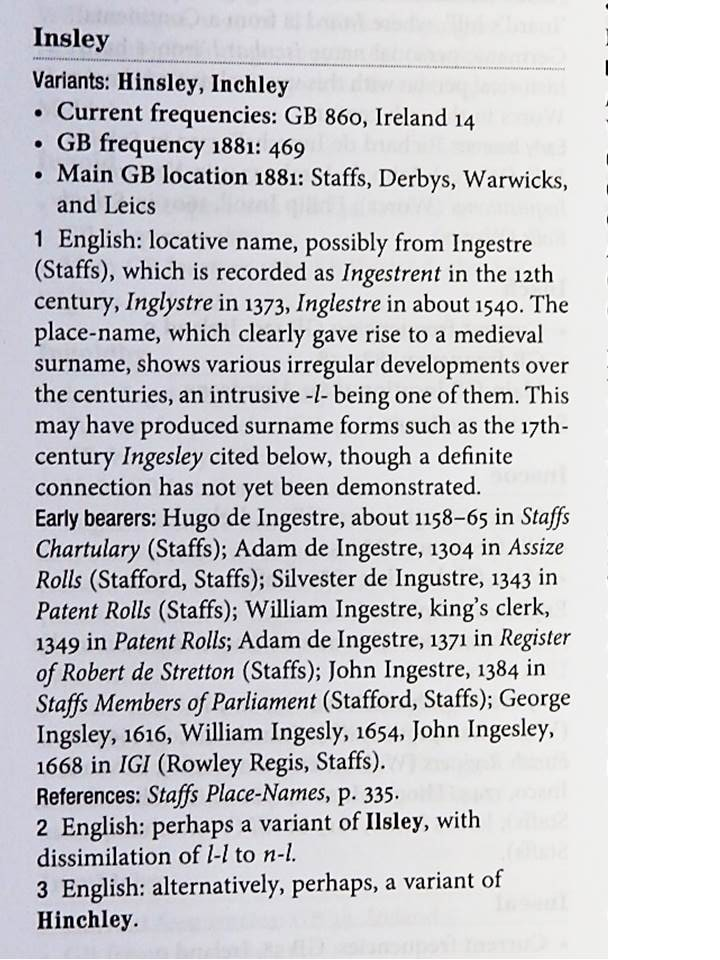 Insley
Variants: Hinsley, Inchley
• Current frequencies: GB 860, Ireland 14
• GB frequency 1881: 469
• Main GB location 1881: Staffs, Derbys, Warwicks,
and Leics
1 English: locative name, possibly from Ingestre
(Staffs), which is recorded as Ingestrent in the 12th
century, Inglystre in 1373, Inglestre in about 1540. The
place-name, which clearly gave rise to a medieval
surname, shows various irregular developments over
the centuries, an intrusive -l- being one of them. This
may have produced surname forms such as the 17th-
century Ingesley cited below, though a definite
connection has not yet been demonstrated.
Early bearers: Hugo de Ingestre, about 1158–65 in Staffs
Chartulary (Staffs); Adam de Ingestre, 1304 in Assize
Rolls (Stafford, Staffs); Silvester de Ingustre, 1343 in
Patent Rolls (Staffs); William Ingestre, king's clerk,
1349 in Patent Rolls; Adam de Ingestre, 1371 in Register
of Robert de Stretton (Staffs); John Ingestre, 1384 in
Staffs Members of Parliament (Stafford, Staffs); George
Ingsley, 1616, William Ingesly, 1654, John Ingesley,
1668 in IGI (Rowley Regis, Staffs).
References: Staffs Place-Names, p. 335.
2 English: perhaps a variant of Ilsley, with
dissimilation of l-l to n-l.
3 English: alternatively, perhaps, a variant of
Hinchley.